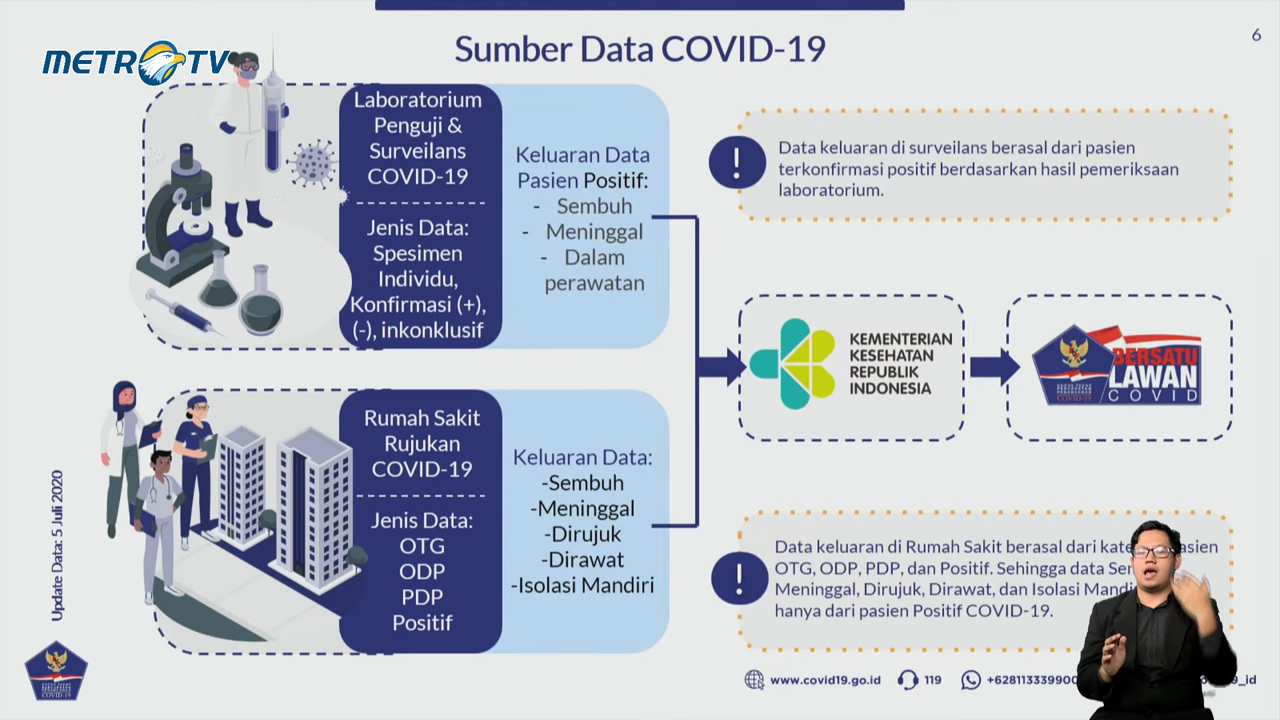 METRO TV
Sumber Data COVID-19
6
Laboratorium
Penguji &
Surveilans
COVID-19
Jenis Data:
Spesimen
Individu,
Konfirmasi (+),
(-), inkonklusif
Keluaran Data
Pasien Positif:
- Sembuh
- Meninggal
- Dalam
perawatan
Data keluaran di surveilans berasal dari pasien
terkonfirmasi positif berdasarkan hasil pemeriksaan
laboratorium.
KEMENTERIAN
KESEHATAN
REPUBLIK
INDONESIA
BERSATU
LAWAN
COVID
COVID-19
Rumah Sakit
Rujukan
COVID-19
Jenis Data:
OTG
ODP
PDP
Positif
Keluaran Data:
-Sembuh
-Meninggal
-Dirujuk
-Dirawat
-Isolasi Mandiri
Data keluaran di Rumah Sakit berasal dari
OTG, ODP, PDP, dan Positif. Sehingga data
Meninggal, Dirujuk, Dirawat, dan Isolasi
hanya dari pasien Positif COVID-19.
Update Data: 5 Juli 2020
COVID-19
www.covid19.go.id
119